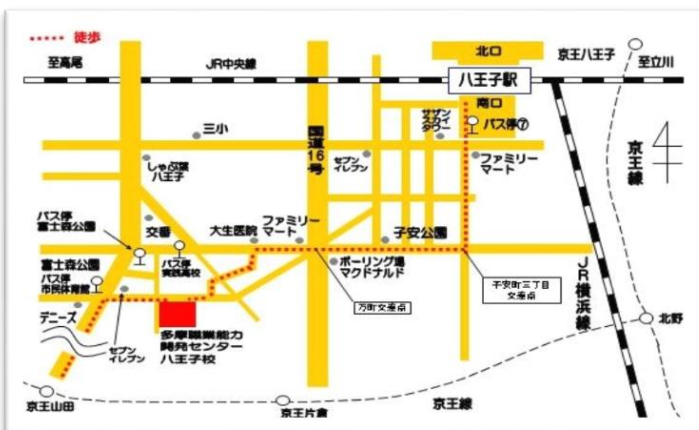 徒歩
至高尾
JR中央線
北口
京王八王子
至立川
八王子駅
南口
バス停⑦
サザン
スカイ
タワー
三小
国道16号
セブン
イレブン
ファミリー
マート
京王線
しゃぶ葉
八王子
バス停
富士森公園
交番
大生医院
ファミリー
マート
子安公園
バス停
実践高校
富士森公園
バス停
市民体育館
ボーリング場
マクドナルド
万町交差点
子安町三丁目
交差点
JR横浜線
デニーズ
セブン
イレブン
多摩職業能力
開発センター
八王子校
北野
京王山田
京王片倉
京王線